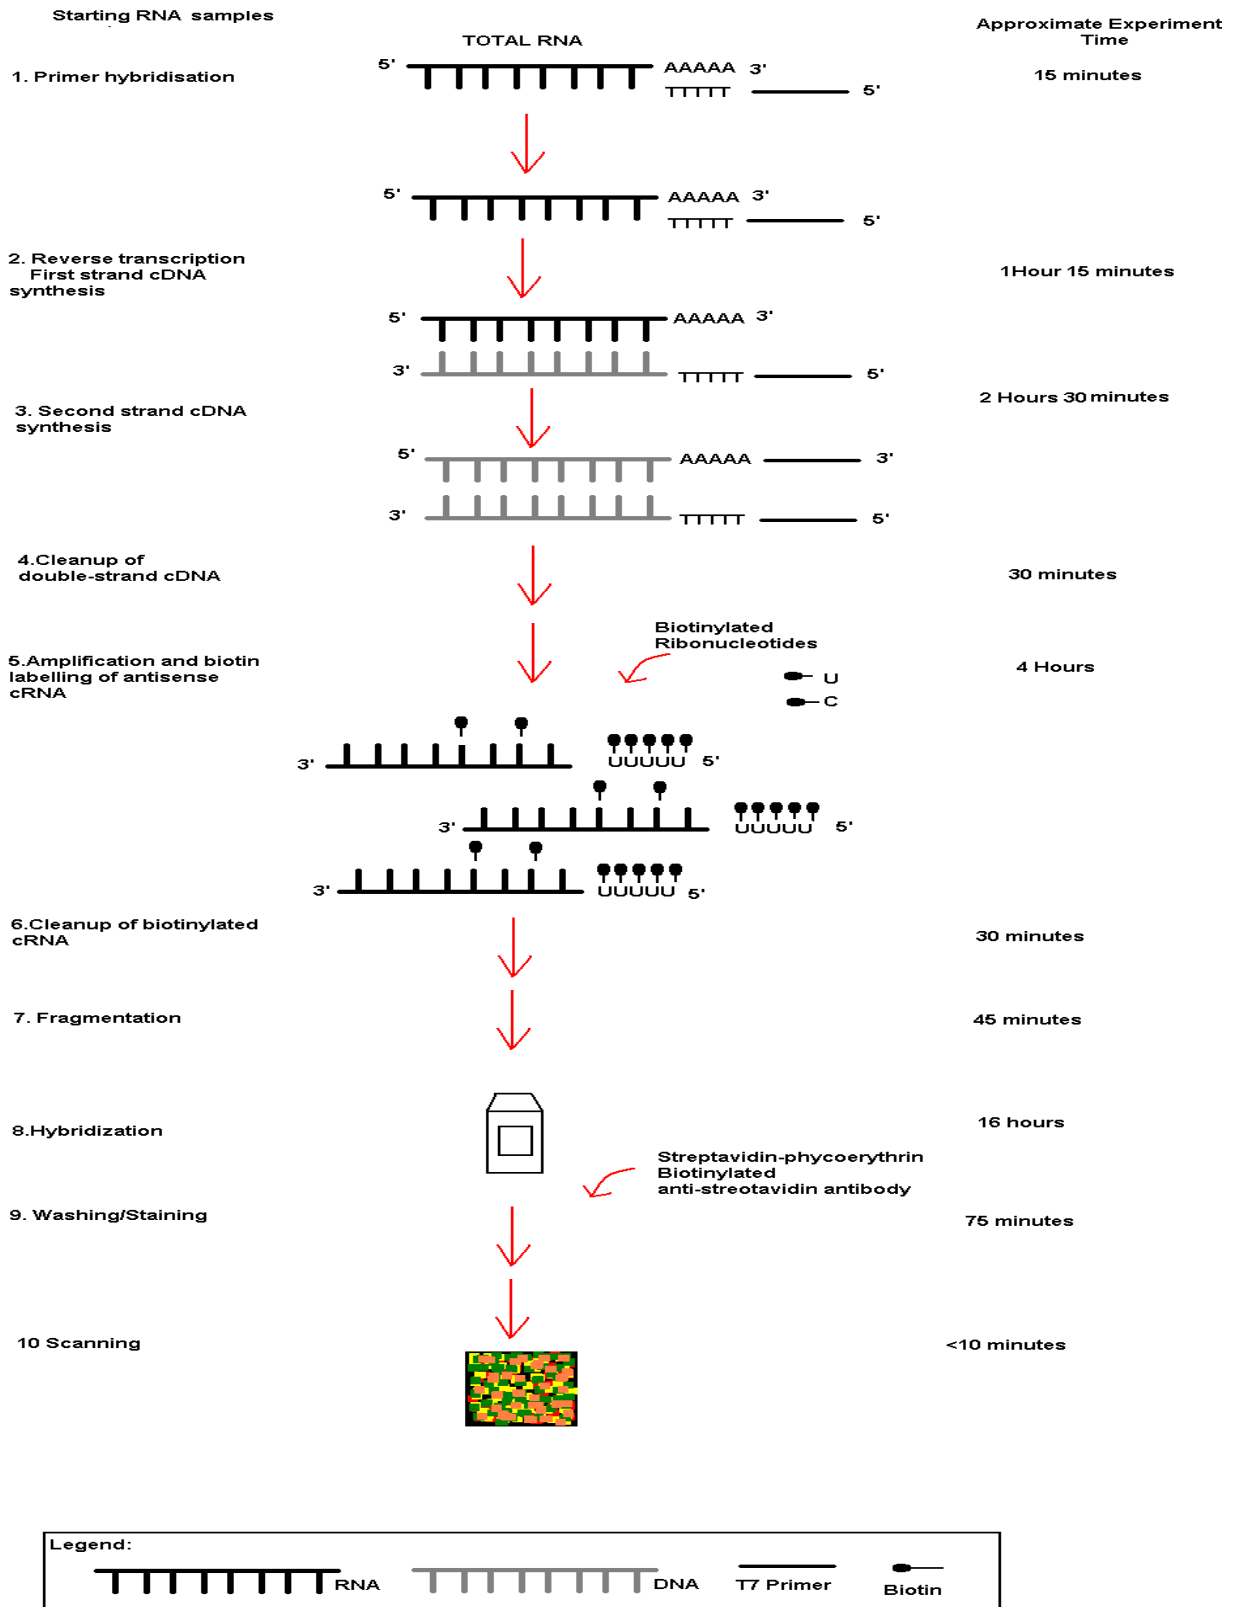 Starting RNA samples
Approximate Experiment
Time
TOTAL RNA
1. Primer hybridisation
5' AAAAA 3'
TTTTT 5'
15 minutes
5' AAAAA 3'
TTTTT 5'
2. Reverse transcription
First strand cDNA
synthesis
1Hour 15 minutes
5' AAAAA 3'
3' TTTTT 5'
3. Second strand cDNA
synthesis
2 Hours 30 minutes
5' AAAAA 3'
3' TTTTT 5'
4.Cleanup of
double-strand cDNA
30 minutes
Biotinylated
Ribonucleotides
5.Amplification and biotin
labelling of antisense
cRNA
4 Hours
U
C
3' UUUUU 5'
3' UUUUU 5'
3' UUUUU 5'
6.Cleanup of biotinylated
cRNA
30 minutes
7. Fragmentation
45 minutes
8.Hybridization
16 hours
Streptavidin-phycoerythrin
Biotinylated
anti-streotavidin antibody
9. Washing/Staining
75 minutes
10 Scanning
<10 minutes
Legend:
RNA
DNA
T7 Primer
Biotin